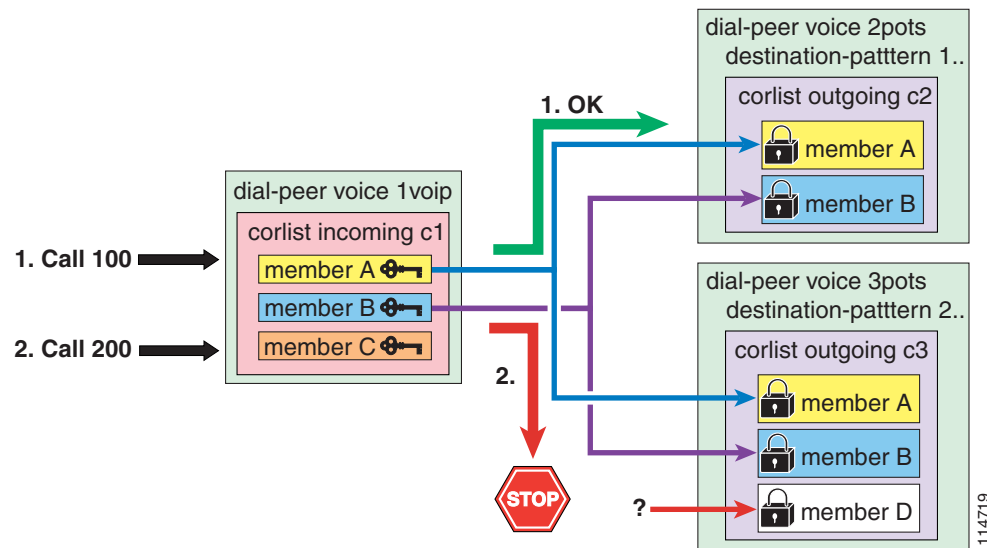 dial-peer voice 2pots
destination-patttern 1..
corlist outgoing c2
member A
member B
1. OK
dial-peer voice 1voip
corlist incoming c1
member A
member B
member C
1. Call 100
2. Call 200
2.
STOP
dial-peer voice 3pots
destination-patttern 2..
corlist outgoing c3
member A
member B
member D
?
114719